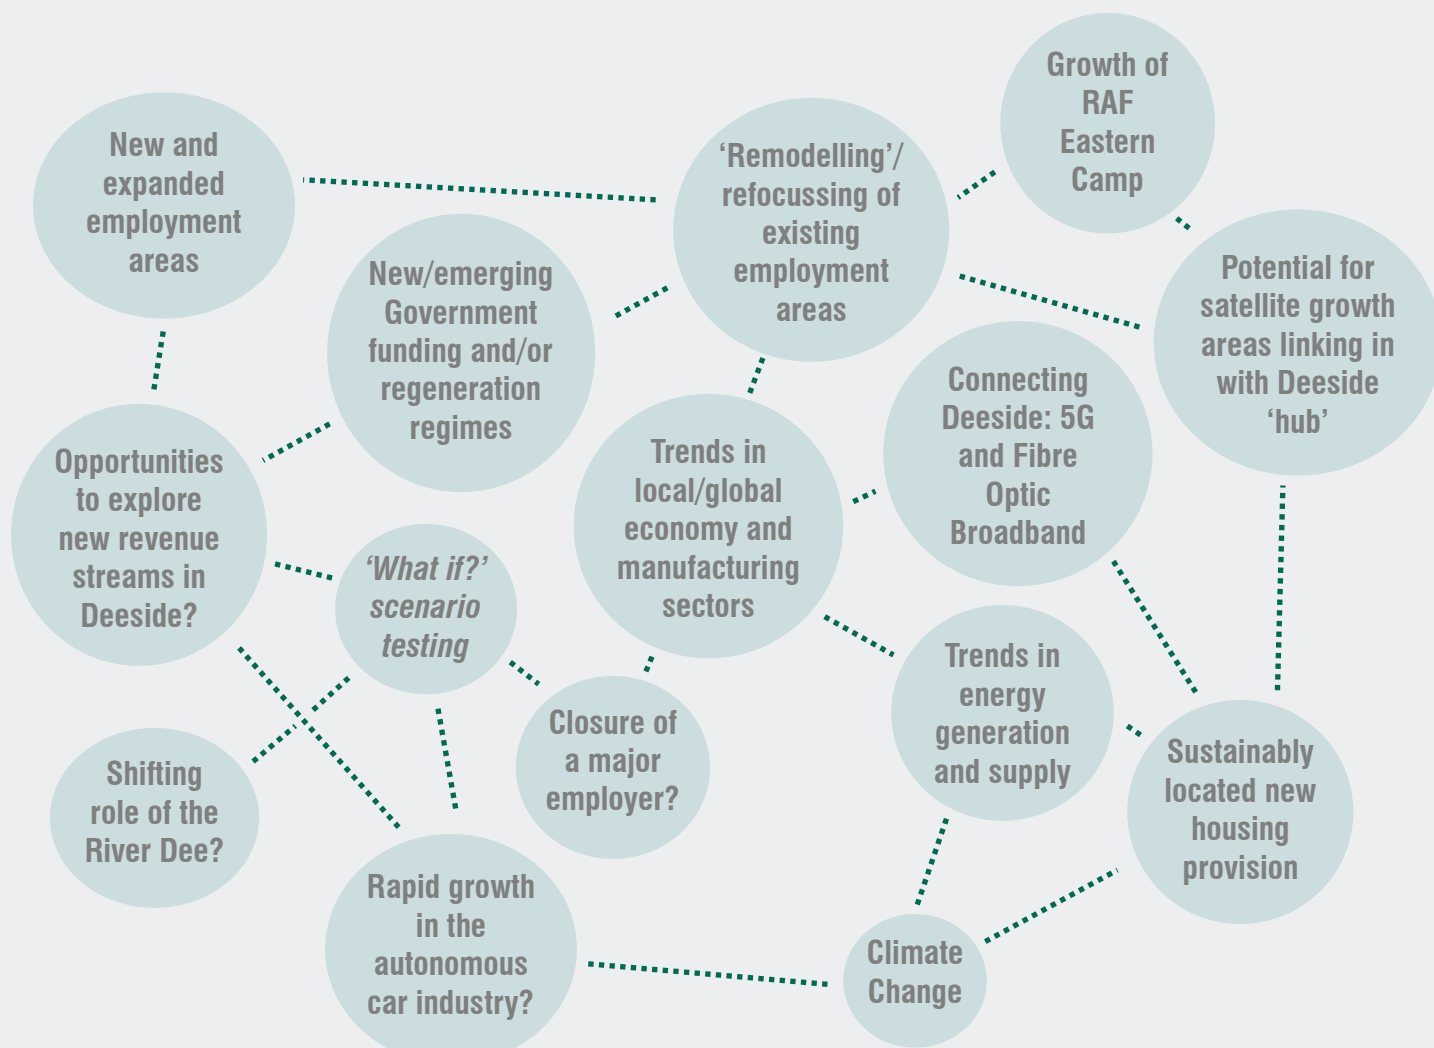 Growth of
RAF
Eastern
Camp
New and
expanded
employment
areas
‘Remodelling’/
refocussing of
existing
employment
areas
New/emerging
Government
funding and/or
regeneration
regimes
Potential for
satellite growth
areas linking in
with Deeside
‘hub’
Connecting
Deeside: 5G
and Fibre
Optic
Broadband
Opportunities
to explore
new revenue
streams in
Deeside?
Trends in
local/global
economy and
manufacturing
sectors
‘What if?’
scenario
testing
Trends in
energy
generation
and supply
Closure of
a major
employer?
Sustainably
located new
housing
provision
Shifting
role of the
River Dee?
Rapid growth
in the
autonomous
car industry?
Climate
Change